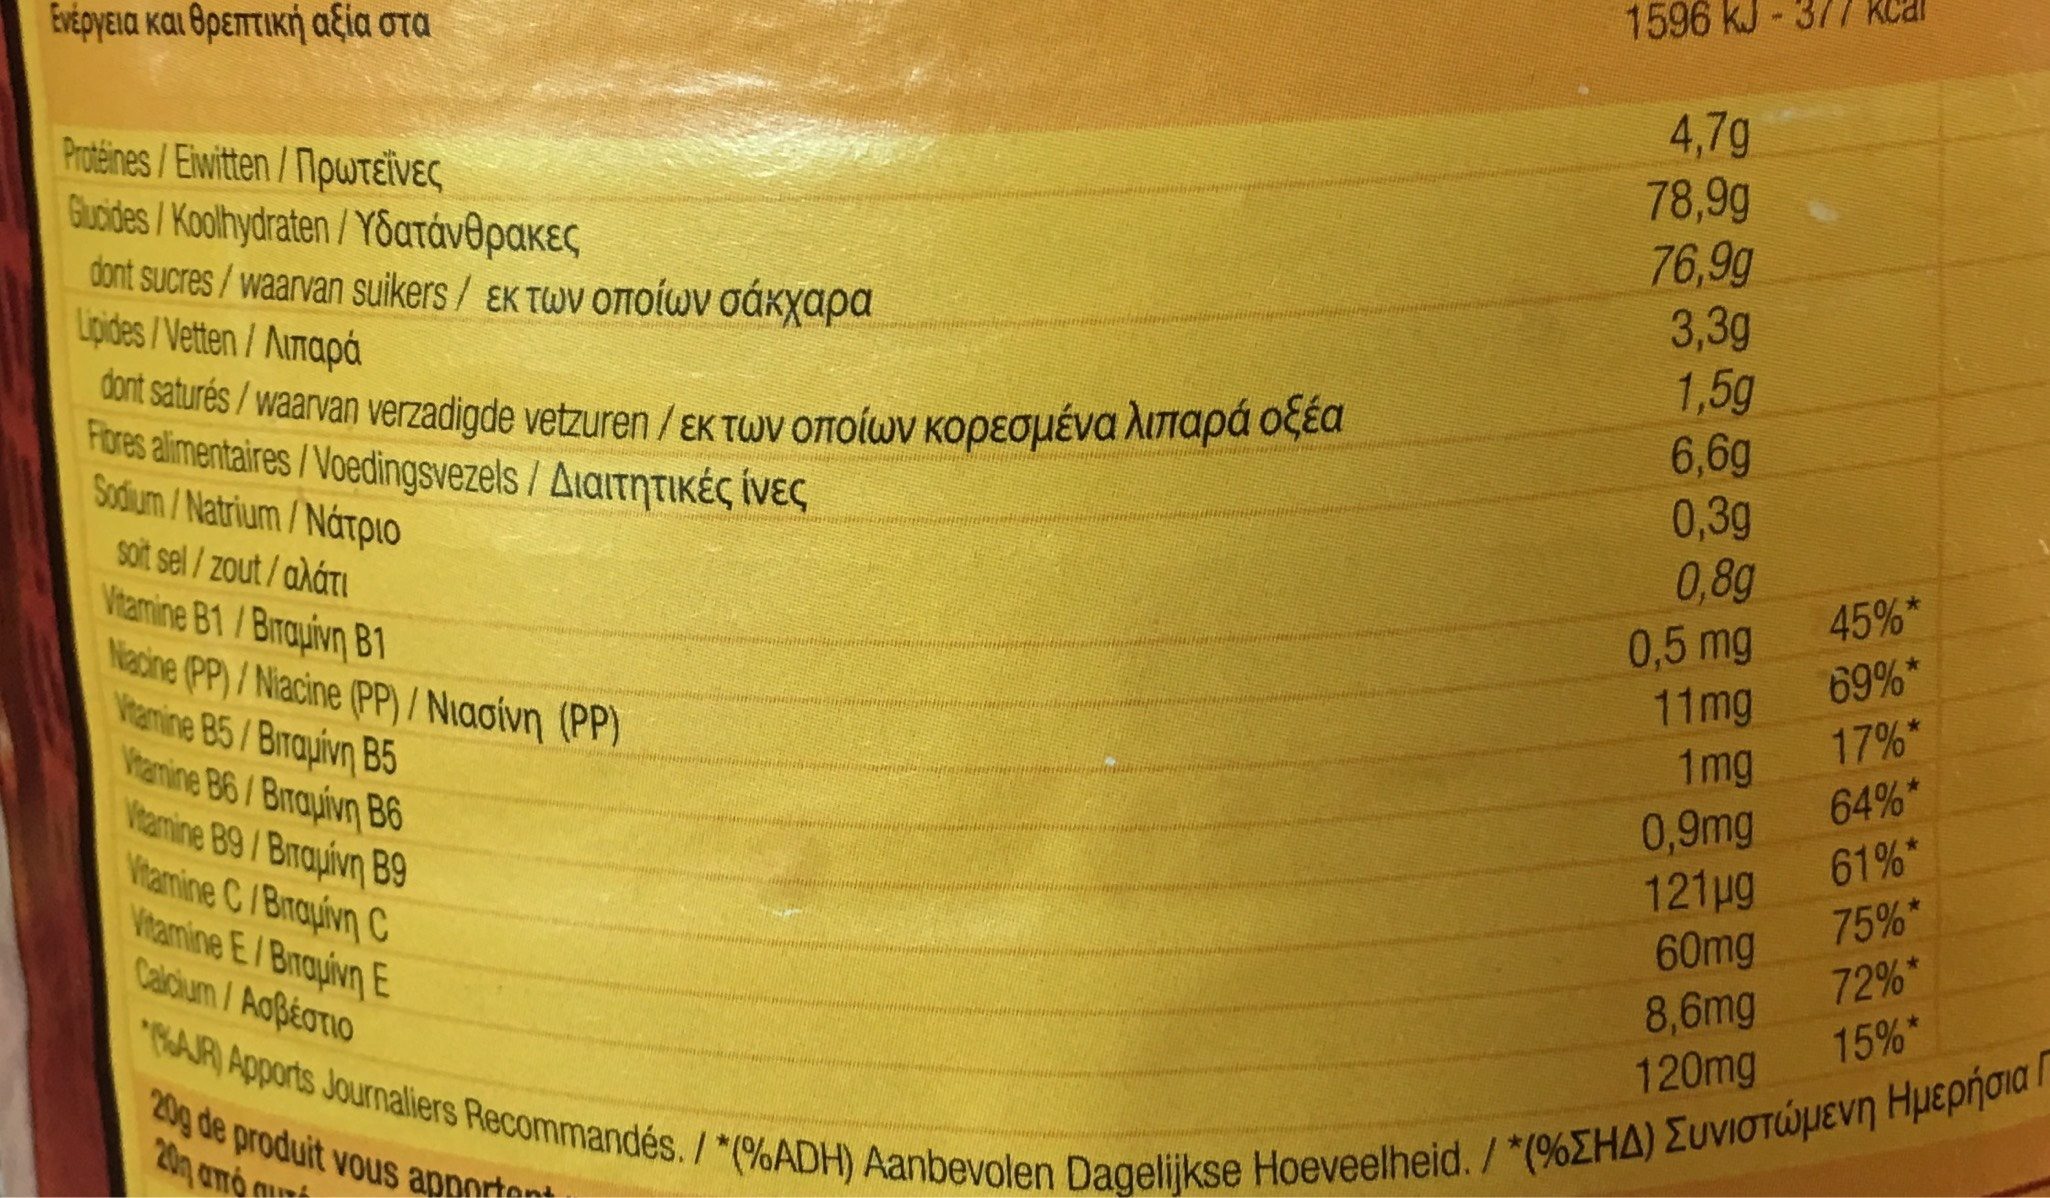 Ενέργεια και θρεπτική αξία στα 1596 kJ - 377 kcal
Protéines / Eiwitten / Πρωτεΐνες 4,7g
Glucides / Koolhydraten / Υδατάνθρακες 78,9g
dont sucres / waarvan suikers / εκ των οποίων σάκχαρα 76,9g
Lipides / Vetten / Λιπαρά 3,3g
dont saturés / waarvan verzadigde vetzuren / εκ των οποίων κορεσμένα λιπαρά οξέα 1,5g
Fibres alimentaires / Voedingsvezels / Διαιτητικές ίνες 6,6g
Sodium / Natrium / Νάτριο 0,3g
soit sel / zout / αλάτι 0,8g
Vitamine B1 / Βιταμίνη B1 0,5 mg 45%*
Niacine (PP) / Niacine (PP) / Νιασίνη (PP) 11mg 69%*
Vitamine B5 / Βιταμίνη B5 1mg 17%*
Vitamine B6 / Βιταμίνη B6 0,9mg 64%*
Vitamine B9 / Βιταμίνη B9 121µg 61%*
Vitamine C / Βιταμίνη C 60mg 75%*
Vitamine E / Βιταμίνη E 8,6mg 72%*
Calcium / Ασβέστιο 120mg 15%*
*(%AJR) Apports Journaliers Recommandés. / *(%ADH) Aanbevolen Dagelijkse Hoeveelheid. / *(%ΣΗΔ) Συνιστώμενη Ημερήσια
20g de produit vous apportent
20g από